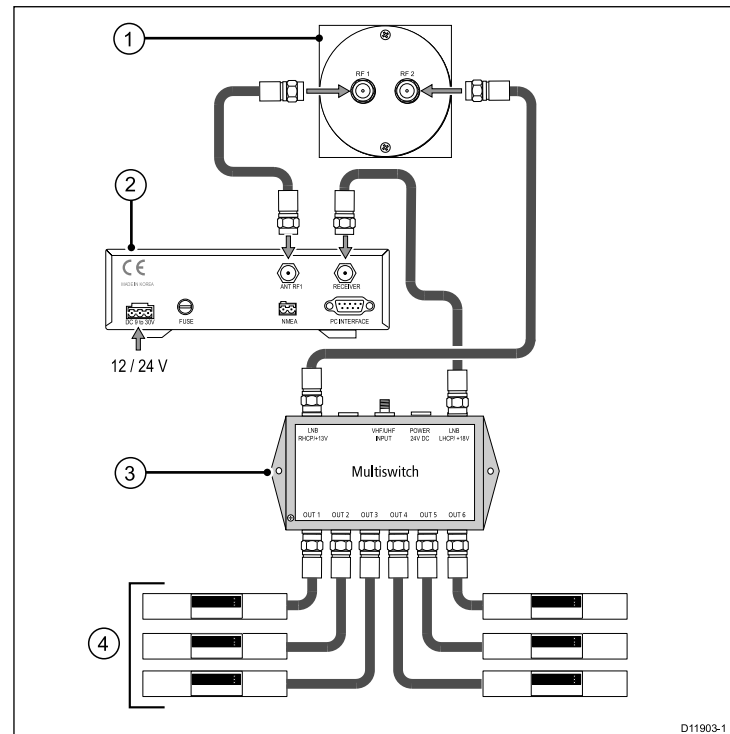 1
RF 1
RF 2
2
CE
MADE IN KOREA
ANT RF1
RECEIVER
DC 9 to 30V
FUSE
NMEA
PC INTERFACE
12 / 24 V
LNB
RHCP/+13V
VHF/UHF
INPUT
POWER
24V DC
LNB
LHCP/ +18V
3
Multiswitch
OUT 1
OUT 2
OUT 3
OUT 4
OUT 5
OUT 6
4
D11903-1